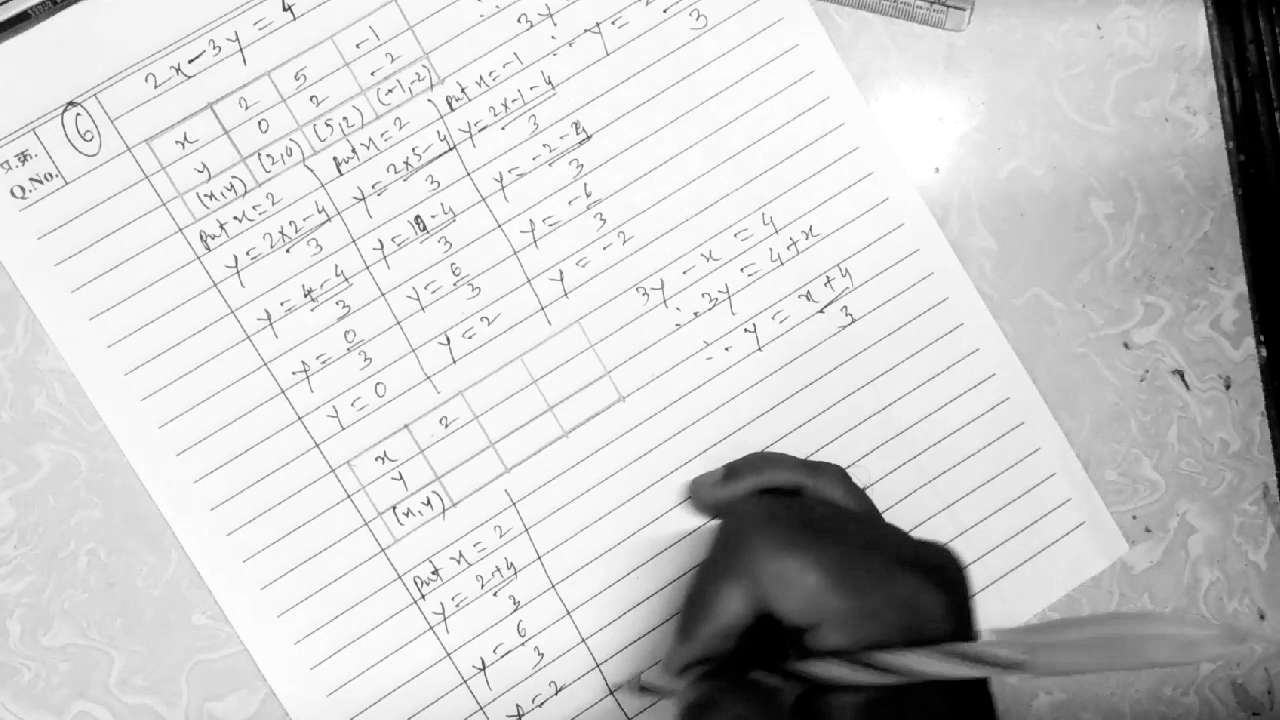 प्र.क्र.
Q.No.
6
2x-3y=4
3y
∴ y = 2
3
x 2 5 -1
y 0 2 -2
(x,y) (2,0) (5,2) (-1,-2)
put x=2
y = 2×2-4
3
y = 4-4
3
y = 0
3
y = 0
put x=2
y = 2×5-4
3
y = 10-4
3
y = 6
3
y = 2
put x=-1
y = 2×-1-4
3
y = -2-4
3
y = -6
3
y = -2
3y - x = 4
∴ 3y = 4+x
∴ y = x+4
3
x 2
y
(x,y)
put x = 2
y = 2+4
3
y = 6
3
y = 2